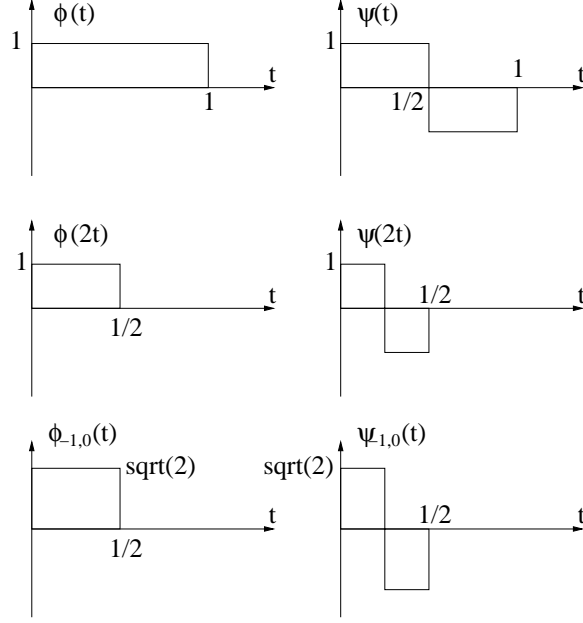 ϕ(t)
1
t
1
ψ(t)
1
1
t
1/2
ϕ(2t)
1
t
1/2
ψ(2t)
1
1/2
t
ϕ₋₁,₀(t)
sqrt(2)
t
1/2
ψ₋₁,₀(t)
sqrt(2)
1/2
t